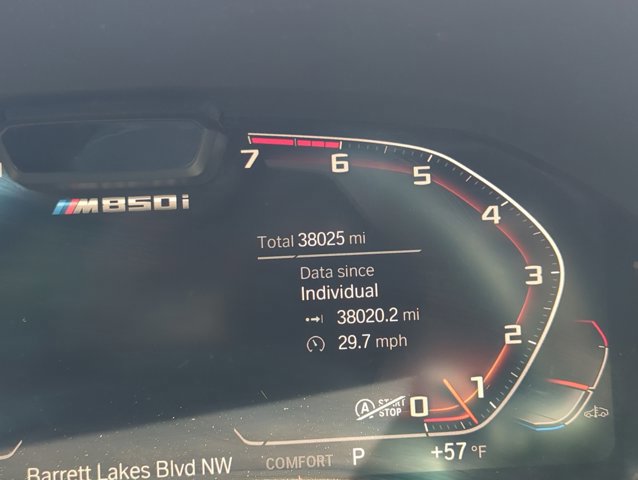 7
6
5
4
3
2
1
0
M850i
Total 38025 mi
Data since
Individual
38020.2 mi
29.7 mph
A START
STOP
Barrett Lakes Blvd NW
COMFORT P +57 °F